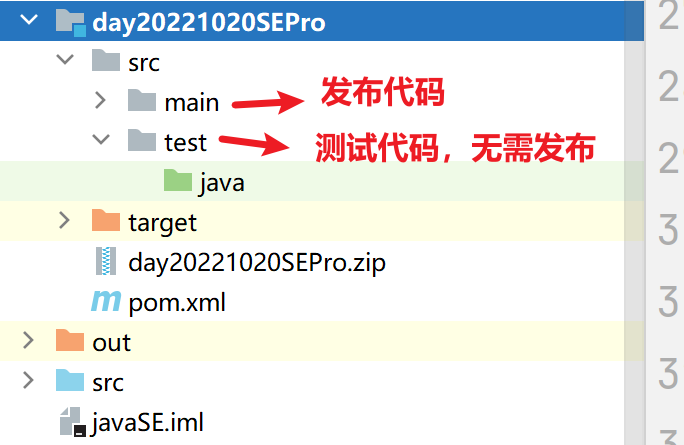 day20221020SEPro
src
main
发布代码
test
测试代码，无需发布
java
target
day20221020SEPro.zip
pom.xml
out
src
javaSE.iml
2
2
2
3
3
3